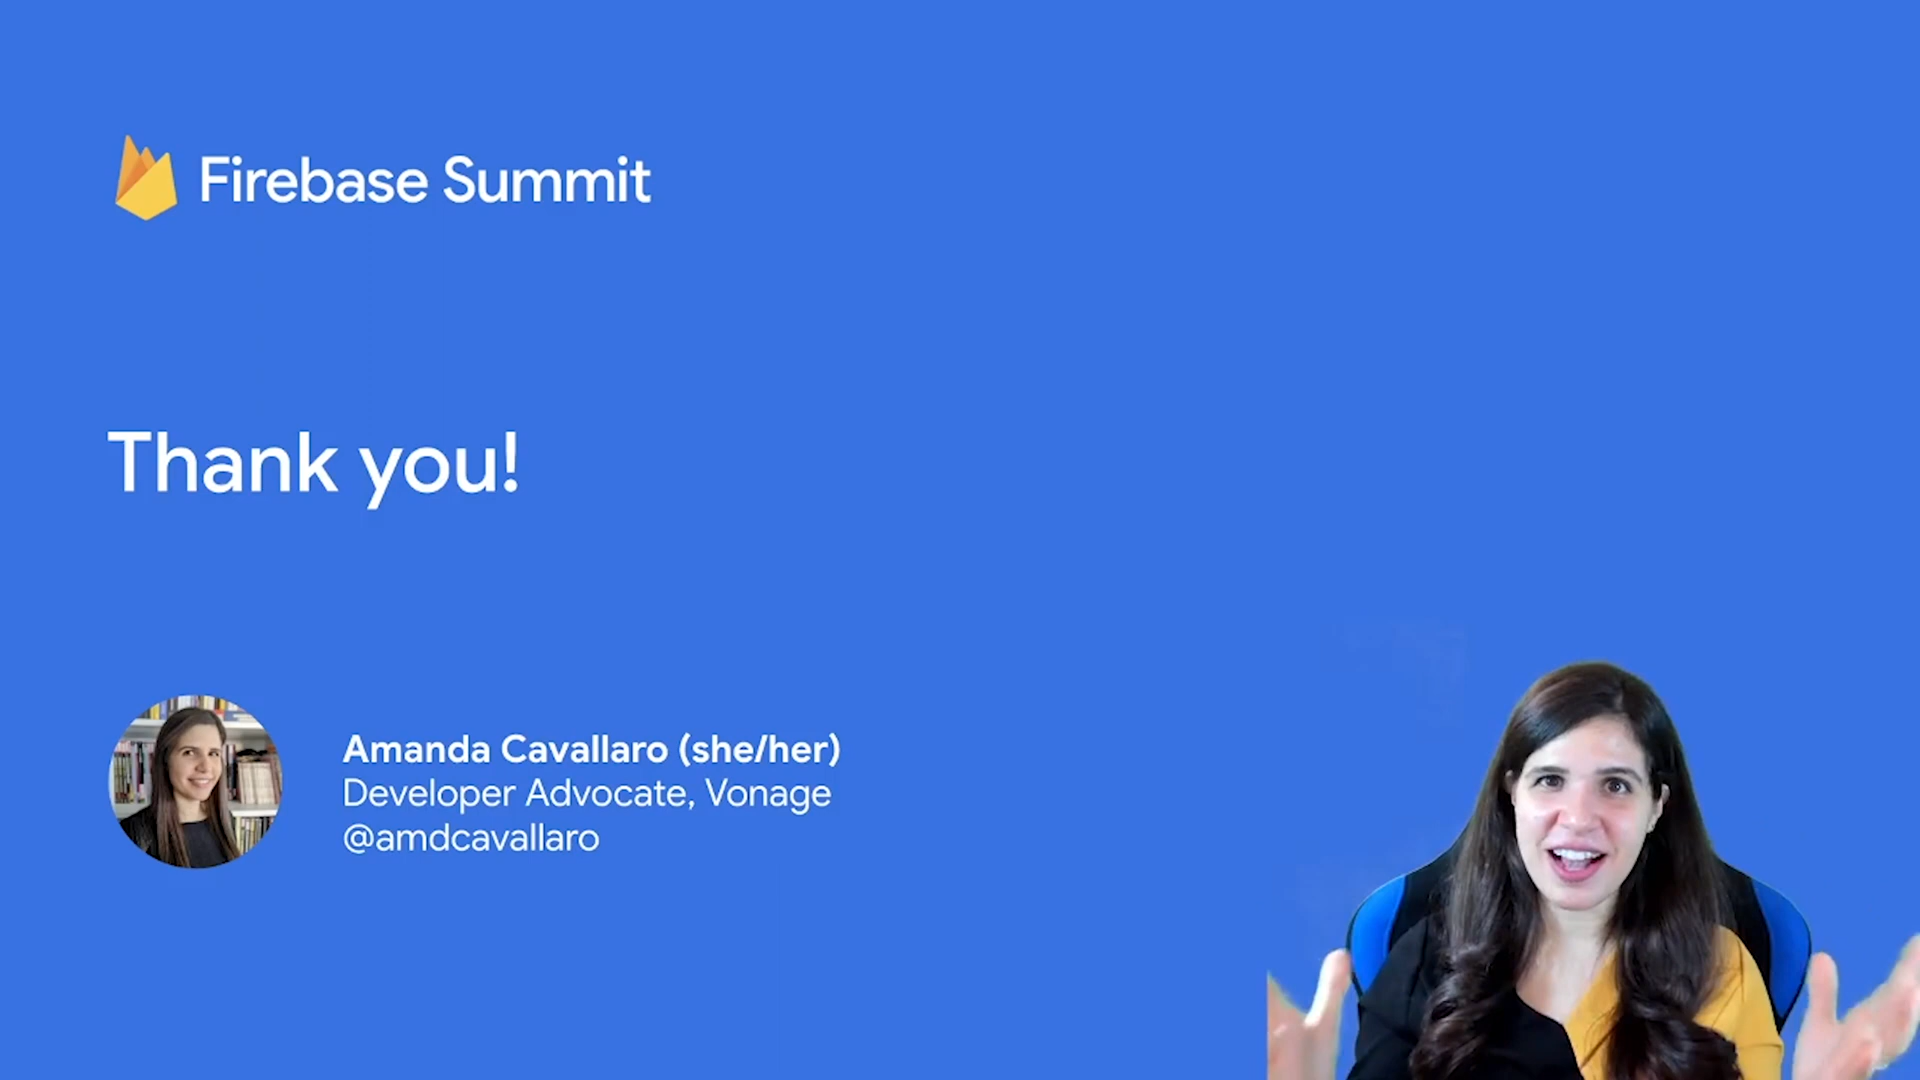 Firebase Summit
Thank you!
Amanda Cavallaro (she/her)
Developer Advocate, Vonage
@amdcavallaro